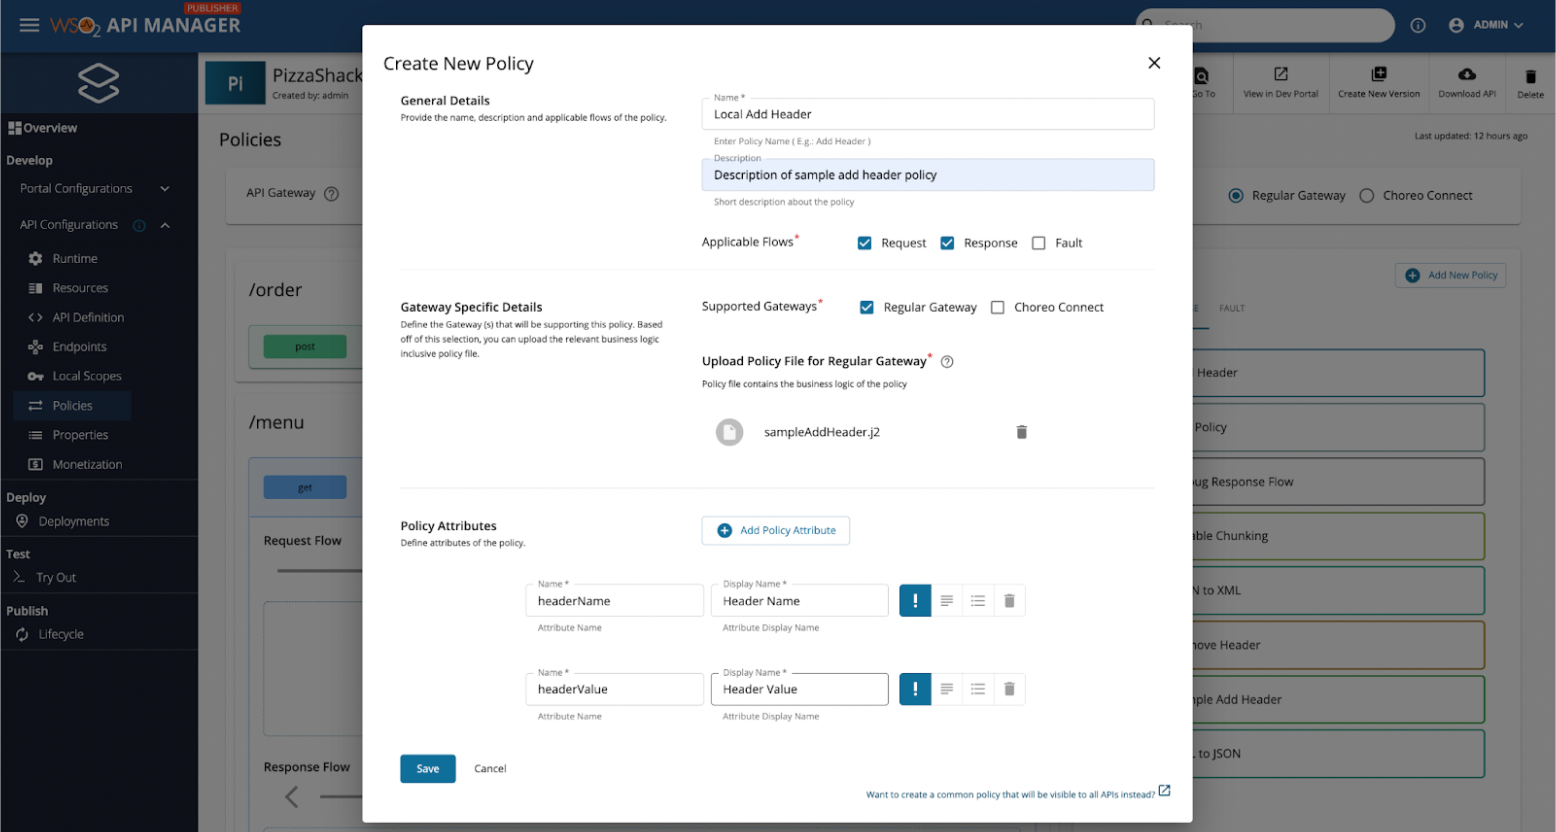 PUBLISHER
WSO2 API MANAGER
Search
ADMIN
Pi
PizzaShack
Created by: admin
Go To
View in Dev Portal
Create New Version
Download API
Delete
Overview
Develop
Portal Configurations
API Configurations
Runtime
Resources
API Definition
Endpoints
Local Scopes
Policies
Properties
Monetization
Deploy
Deployments
Test
Try Out
Publish
Lifecycle
Policies
Last updated: 12 hours ago
API Gateway
Regular Gateway
Choreo Connect
/order
post
/menu
get
Request Flow
Response Flow
Add New Policy
FAULT
Header
Policy
ug Response Flow
ble Chunking
N to XML
ove Header
ple Add Header
to JSON
Create New Policy
General Details
Provide the name, description and applicable flows of the policy.
Name *
Local Add Header
Enter Policy Name ( E.g.: Add Header )
Description
Description of sample add header policy
Short description about the policy
Applicable Flows*
Request
Response
Fault
Gateway Specific Details
Define the Gateway (s) that will be supporting this policy. Based
off of this selection, you can upload the relevant business logic
inclusive policy file.
Supported Gateways*
Regular Gateway
Choreo Connect
Upload Policy File for Regular Gateway*
Policy file contains the business logic of the policy
sampleAddHeader.j2
Policy Attributes
Define attributes of the policy.
Add Policy Attribute
Name *
headerName
Attribute Name
Display Name *
Header Name
Attribute Display Name
Name *
headerValue
Attribute Name
Display Name *
Header Value
Attribute Display Name
Save
Cancel
Want to create a common policy that will be visible to all APIs instead?